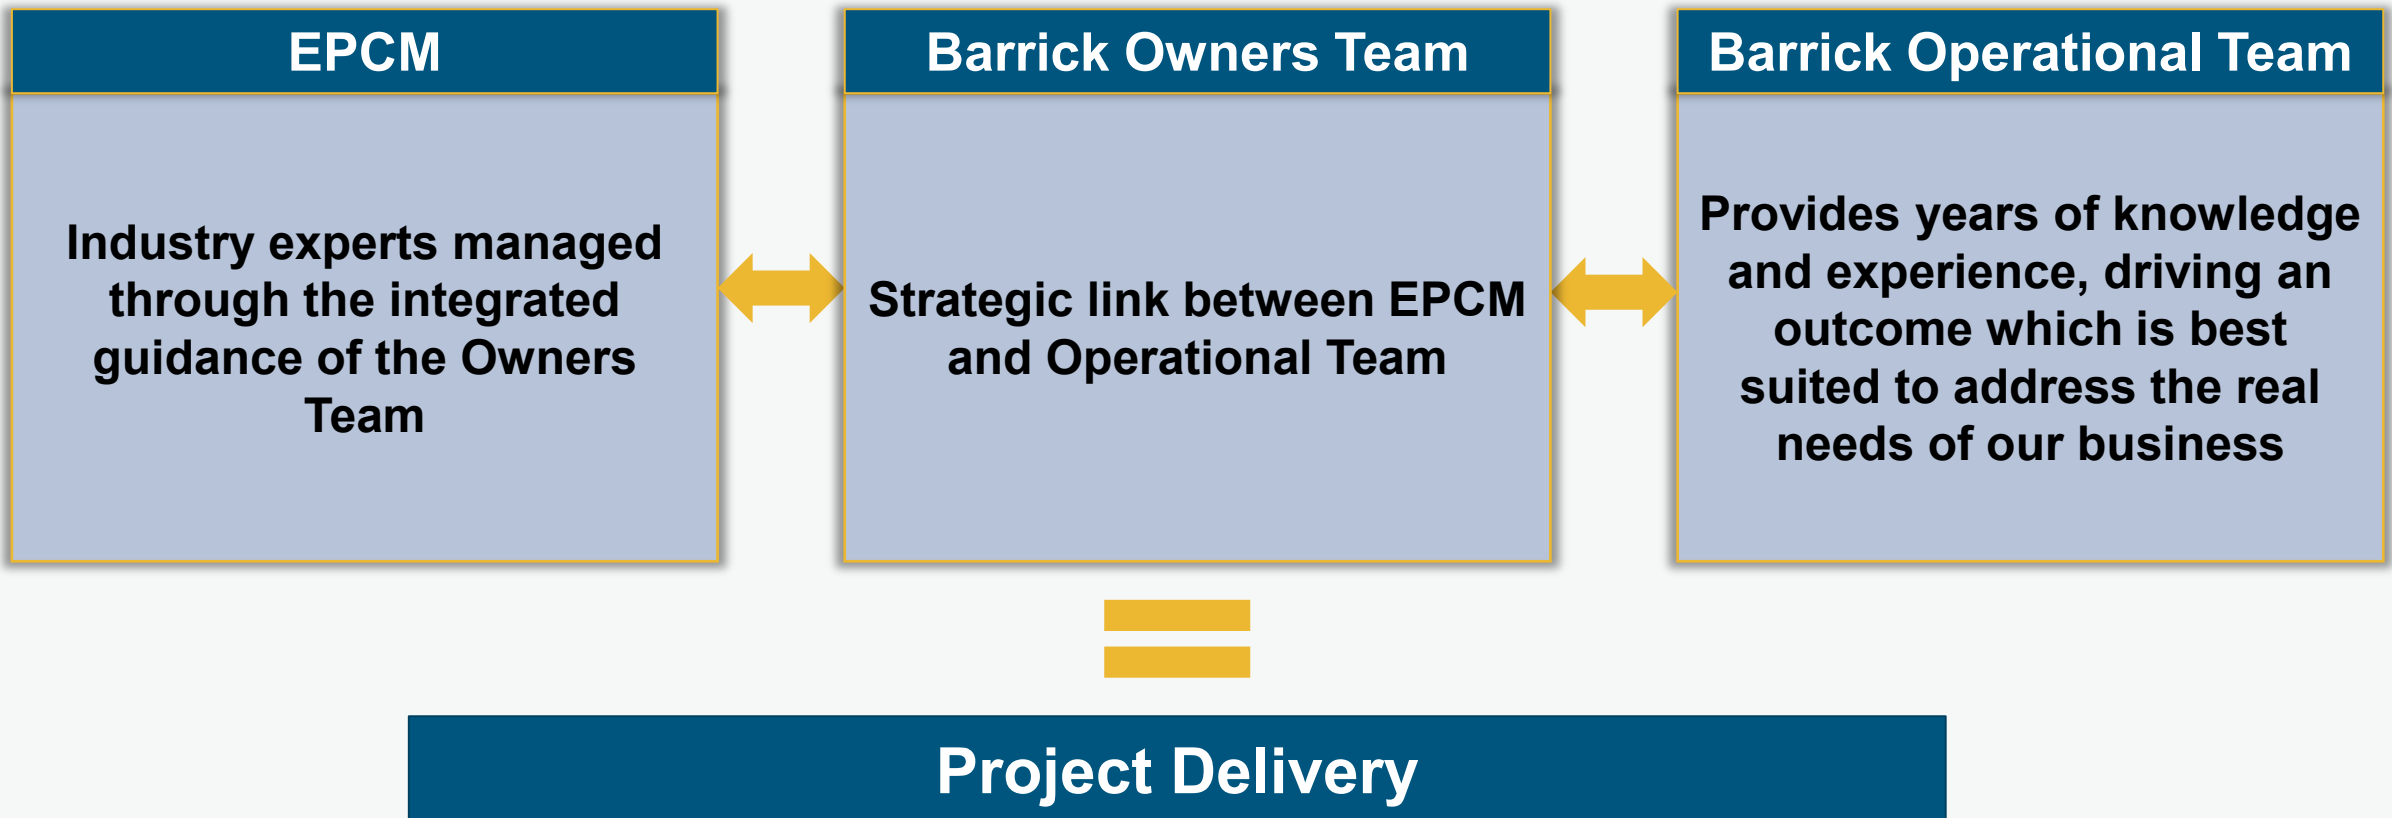 EPCM
Industry experts managed
through the integrated
guidance of the Owners
Team
Barrick Owners Team
Strategic link between EPCM
and Operational Team
Barrick Operational Team
Provides years of knowledge
and experience, driving an
outcome which is best
suited to address the real
needs of our business
Project Delivery